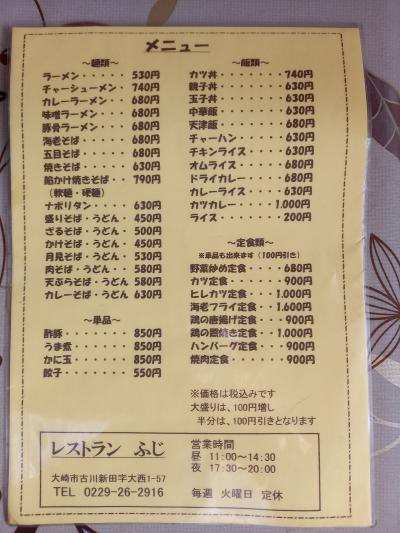 メニュー
〜麺類〜
ラーメン・・・・・530円
チャーシューメン・・740円
カレーラーメン・・・680円
味噌ラーメン・・・・680円
豚骨ラーメン・・・・680円
海老そば・・・・・・680円
五目そば・・・・・・680円
焼きそば・・・・・・630円
餡かけ焼きそば・・・790円
（軟麺・硬麺）
ナポリタン・・・・・630円
盛りそば・うどん・・450円
ざるそば・うどん・・500円
かけそば・うどん・・450円
月見そば・うどん・・530円
肉そば・うどん・・・580円
天ぷらそば・うどん・580円
カレーそば・うどん 630円
〜単品〜
酢豚・・・・・・・850円
うま煮・・・・・・850円
かに玉・・・・・・850円
餃子・・・・・・・550円
〜飯類〜
カツ丼・・・・・・・740円
親子丼・・・・・・・630円
玉子丼・・・・・・・630円
中華飯・・・・・・・680円
天津飯・・・・・・・680円
チャーハン・・・・・630円
チキンライス・・・・630円
オムライス・・・・・680円
ドライカレー・・・・680円
カレーライス・・・・630円
カツカレー・・・・1.000円
ライス・・・・・・・200円
〜定食類〜
※単品も出来ます（100円引き）
野菜炒め定食・・・・680円
カツ定食・・・・・・900円
ヒレカツ定食・・・1.000円
海老フライ定食・・1.600円
鶏の唐揚げ定食・・・900円
鶏の照焼き定食・・1.000円
ハンバーグ定食・・・900円
焼肉定食・・・・・・900円
※価格は税込みです
大盛りは、100円増し
半分は、100円引きとなります
レストラン ふじ
大崎市古川新田字大西1-57
TEL 0229-26-2916
営業時間
昼 11:00〜14:30
夜 17:30〜20:00
毎週 火曜日 定休